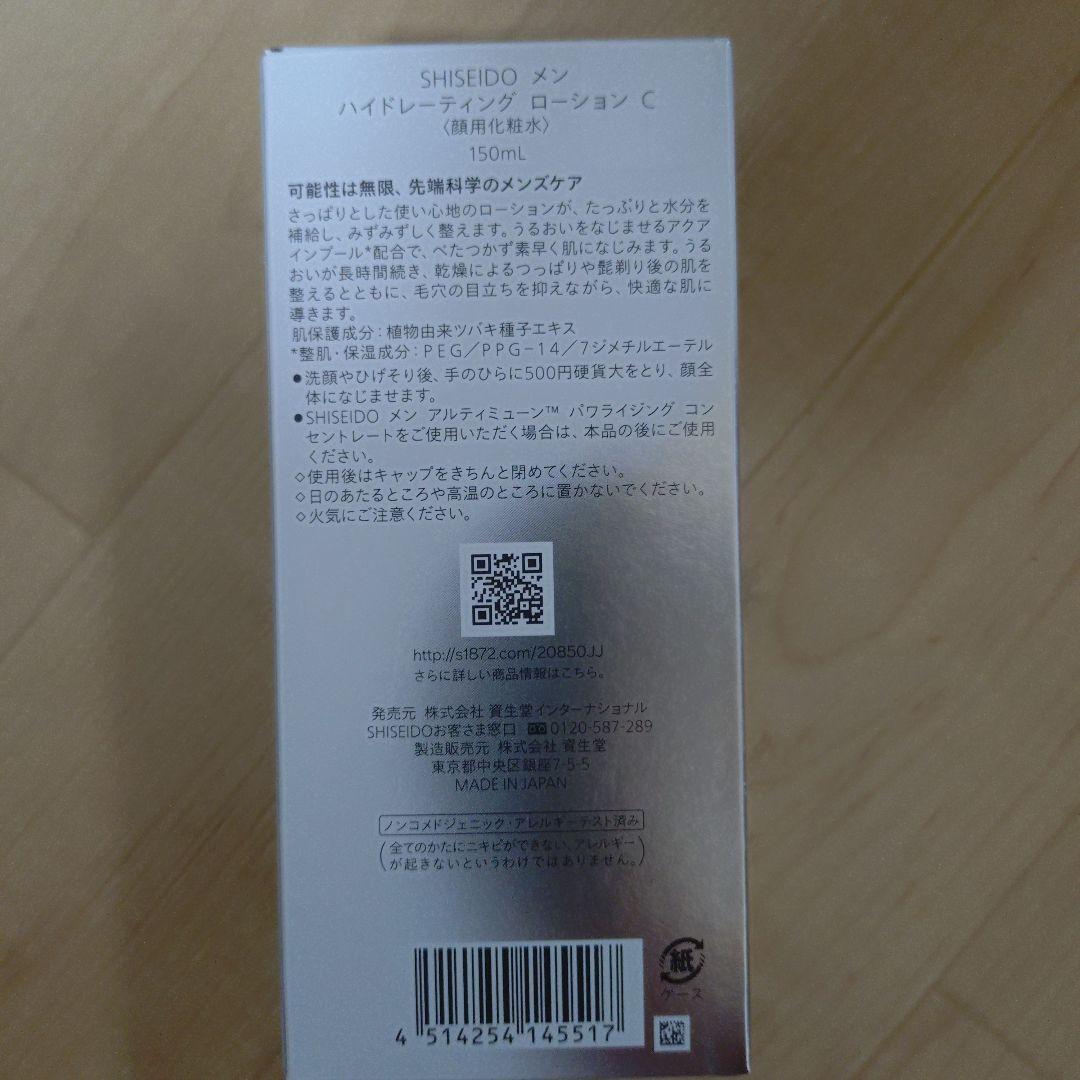 SHISEIDO メン
ハイドレーティング ローション C
〈顔用化粧水〉
150mL
可能性は無限、先端科学のメンズケア
さっぱりとした使い心地のローションが、たっぷりと水分を
補給し、みずみずしく整えます。うるおいをなじませるアクア
インプール*配合で、べたつかず素早く肌になじみます。うる
おいが長時間続き、乾燥によるつっぱりや髭剃り後の肌を
整えるとともに、毛穴の目立ちを抑えながら、快適な肌に
導きます。
肌保護成分：植物由来ツバキ種子エキス
*整肌・保湿成分：PEG／PPG－14／7ジメチルエーテル
●洗顔やひげそり後、手のひらに500円硬貨大をとり、顔全
体になじませます。
●SHISEIDO メン アルティミューン™ パワライジング コン
セントレートをご使用いただく場合は、本品の後にご使用
ください。
◇使用後はキャップをきちんと閉めてください。
◇日のあたるところや高温のところに置かないでください。
◇火気にご注意ください。
http://s1872.com/20850JJ
さらに詳しい商品情報はこちら。
発売元 株式会社 資生堂インターナショナル
SHISEIDOお客さま窓口 0120-587-289
製造販売元 株式会社 資生堂
東京都中央区銀座7-5-5
MADE IN JAPAN
ノンコメドジェニック・アレルギーテスト済み
(全てのかたにニキビができない、アレルギー
が起きないというわけではありません。)
紙
ケース
4 514254 145517